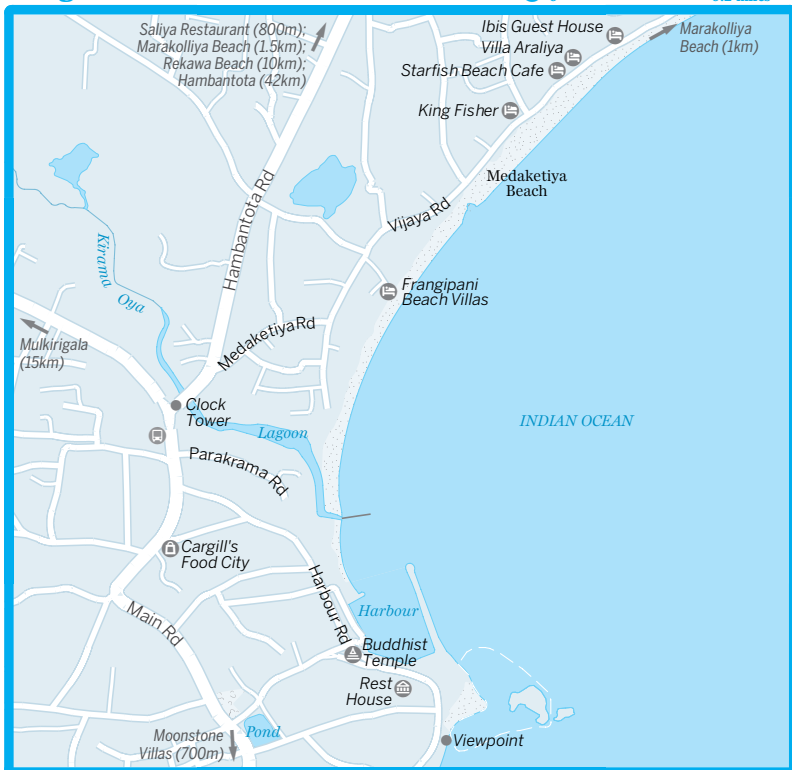 Saliya Restaurant (800m);
Marakolliya Beach (1.5km);
Rekawa Beach (10km);
Hambantota (42km)
Ibis Guest House
Villa Araliya
Starfish Beach Cafe
Marakolliya
Beach (1km)
King Fisher
Medaketiya
Beach
Hambantota Rd
Vijaya Rd
Kirama
Oya
Frangipani
Beach Villas
Medaketiya Rd
Mulkirigala
(15km)
Clock
Tower
Lagoon
INDIAN OCEAN
Parakrama Rd
Cargill's
Food City
Harbour Rd
Harbour
Main Rd
Buddhist
Temple
Rest
House
Moonstone
Villas (700m)
Pond
Viewpoint